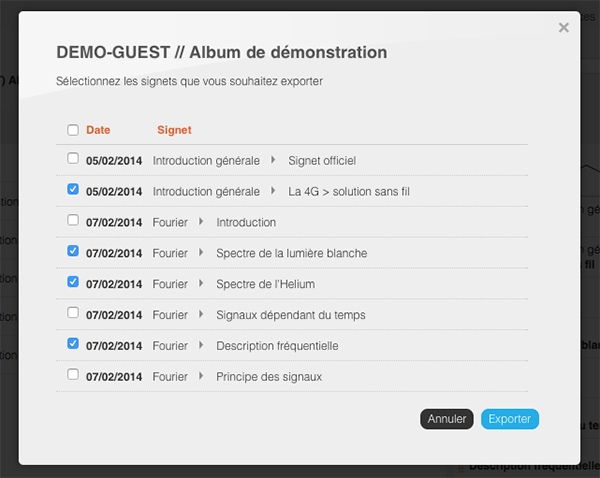 DEMO-GUEST // Album de démonstration
Sélectionnez les signets que vous souhaitez exporter
Date Signet
05/02/2014 Introduction générale Signet officiel
05/02/2014 Introduction générale La 4G > solution sans fil
07/02/2014 Fourier Introduction
07/02/2014 Fourier Spectre de la lumière blanche
07/02/2014 Fourier Spectre de l'Helium
07/02/2014 Fourier Signaux dépendant du temps
07/02/2014 Fourier Description fréquentielle
07/02/2014 Fourier Principe des signaux
Annuler Exporter
Description fréquentielle